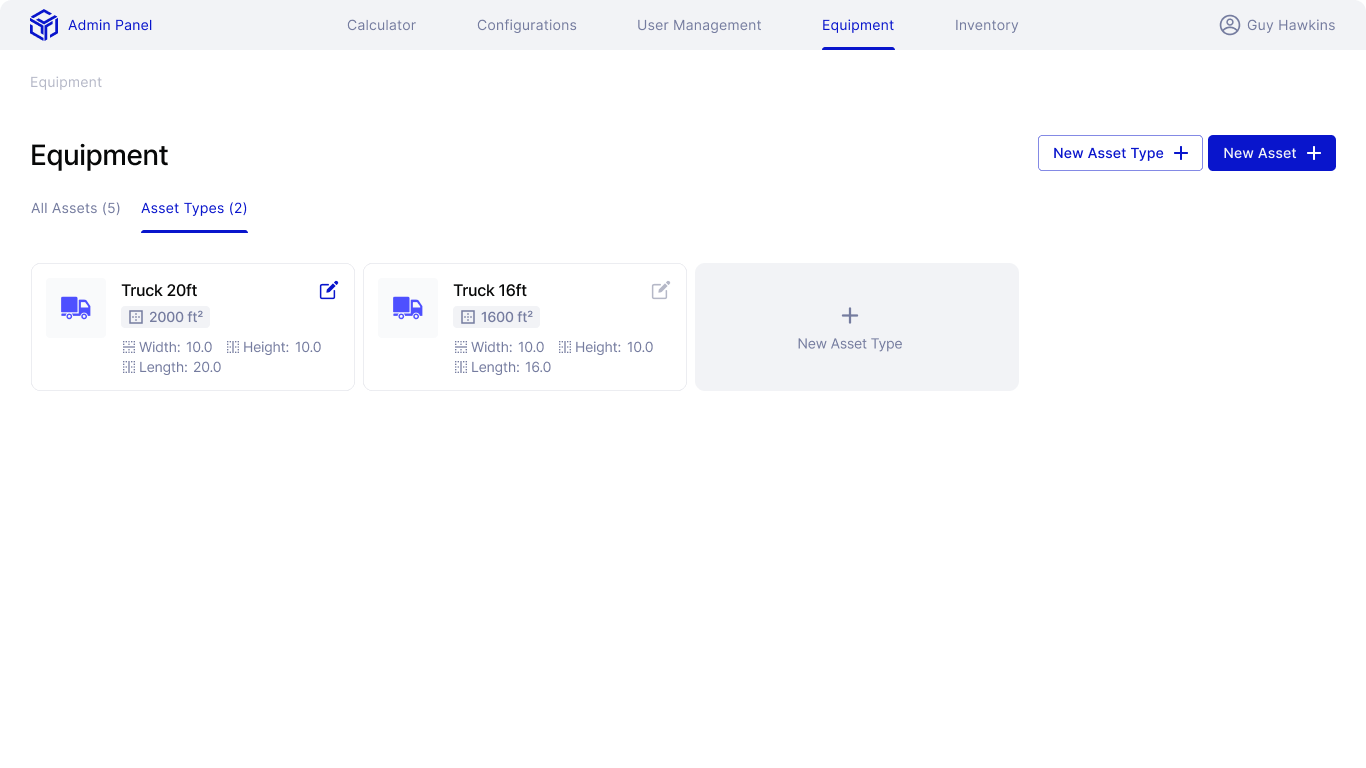 Admin Panel
Calculator
Configurations
User Management
Equipment
Inventory
Guy Hawkins
Equipment
Equipment
New Asset Type
New Asset
All Assets (5)
Asset Types (2)
Truck 20ft
2000 ft²
Width: 10.0
Height: 10.0
Length: 20.0
Truck 16ft
1600 ft²
Width: 10.0
Height: 10.0
Length: 16.0
New Asset Type